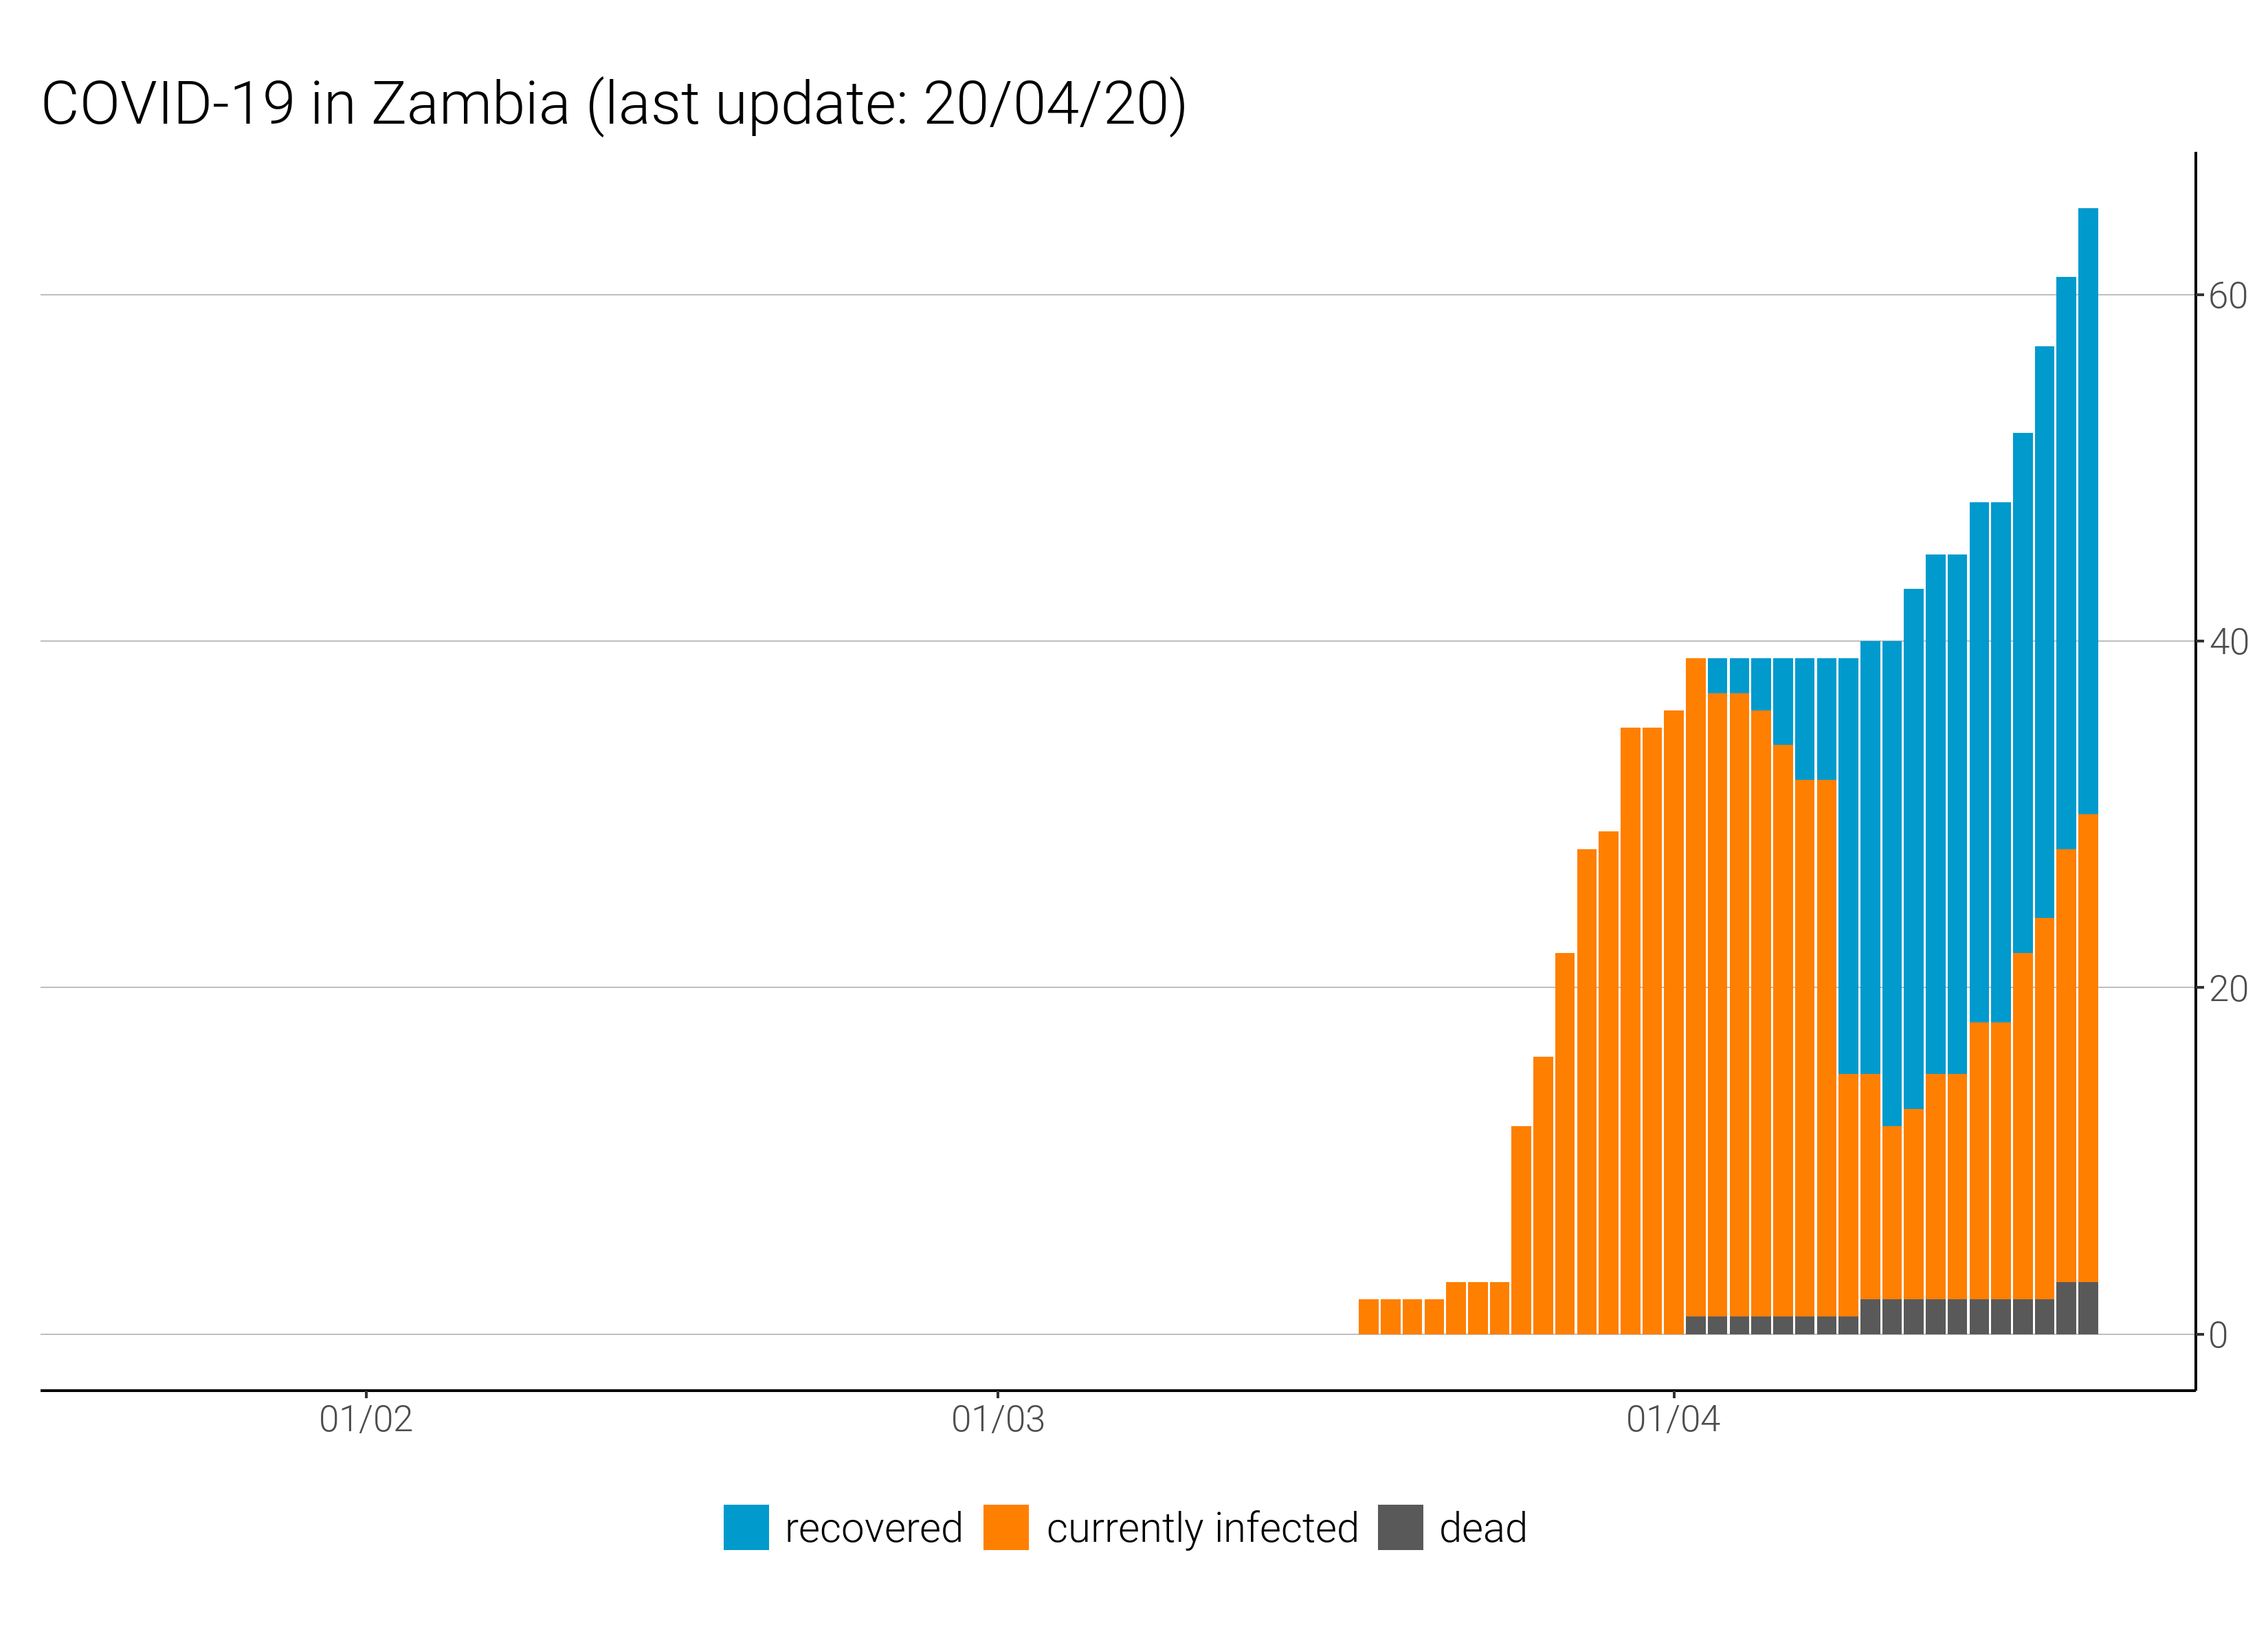 COVID-19 in Zambia (last update: 20/04/20)
60
40
20
0
01/02 01/03 01/04
recovered currently infected dead